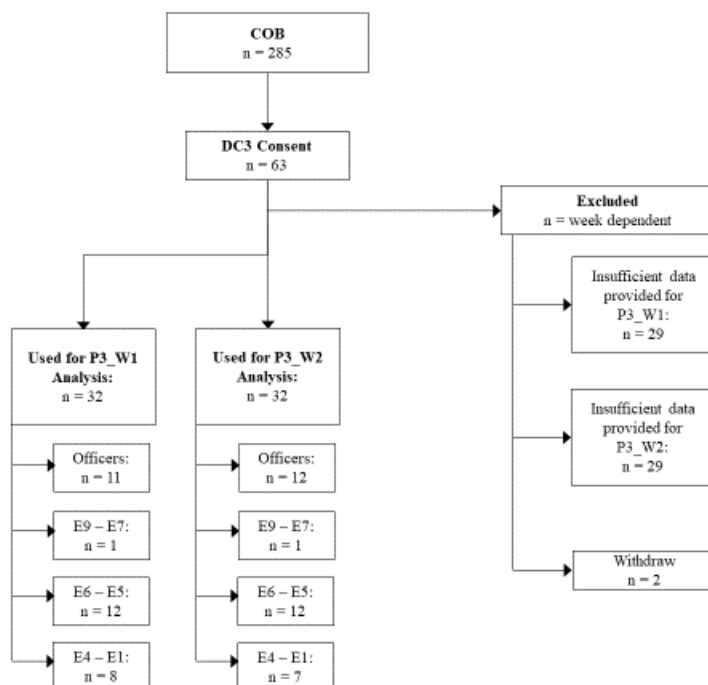 COB
n = 285
DC3 Consent
n = 63
Excluded
n = week dependent
Insufficient data
provided for
P3_W1:
n = 29
Insufficient data
provided for
P3_W2:
n = 29
Withdraw
n = 2
Used for P3_W1
Analysis:
n = 32
Officers:
n = 11
E9 – E7:
n = 1
E6 – E5:
n = 12
E4 – E1:
n = 8
Used for P3_W2
Analysis:
n = 32
Officers:
n = 12
E9 – E7:
n = 1
E6 – E5:
n = 12
E4 – E1:
n = 7